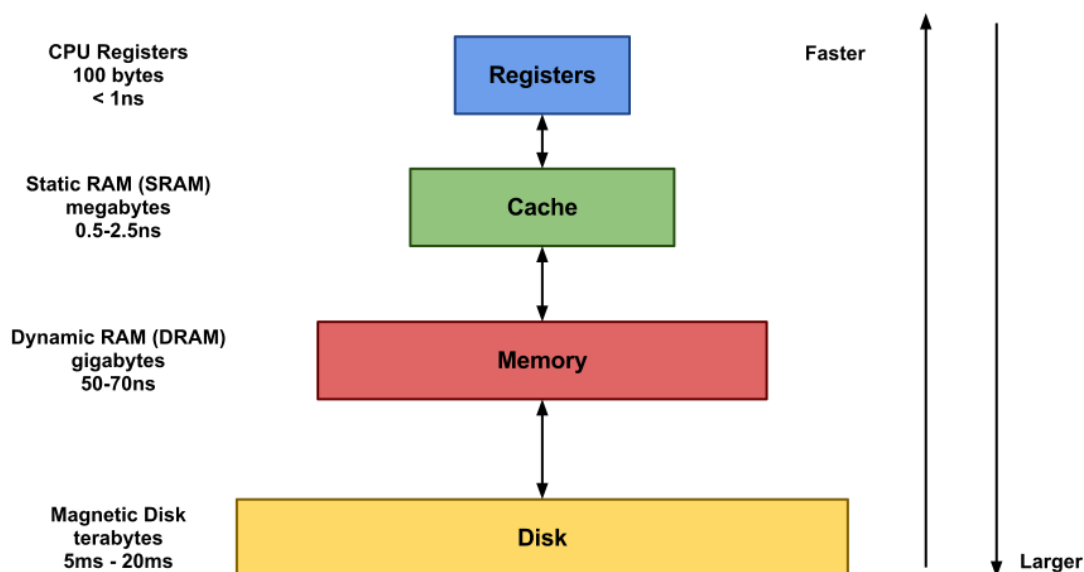 CPU Registers
100 bytes
< 1ns
Registers
Faster
Static RAM (SRAM)
megabytes
0.5-2.5ns
Cache
Dynamic RAM (DRAM)
gigabytes
50-70ns
Memory
Magnetic Disk
terabytes
5ms - 20ms
Disk
Larger